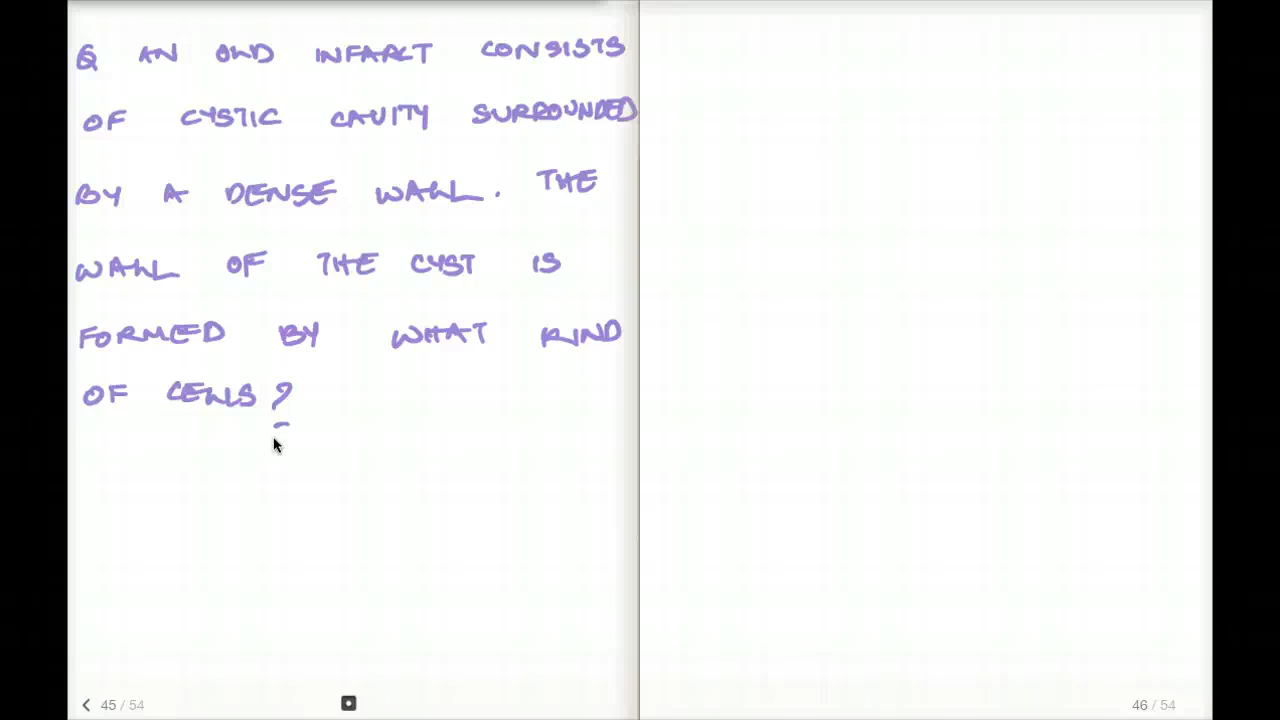 Q AN OLD INFARCT CONSISTS
OF CYSTIC CAVITY SURROUNDED
BY A DENSE WALL. THE
WALL OF THE CYST IS
FORMED BY WHAT KIND
OF CELLS?
45 / 54
46 / 54